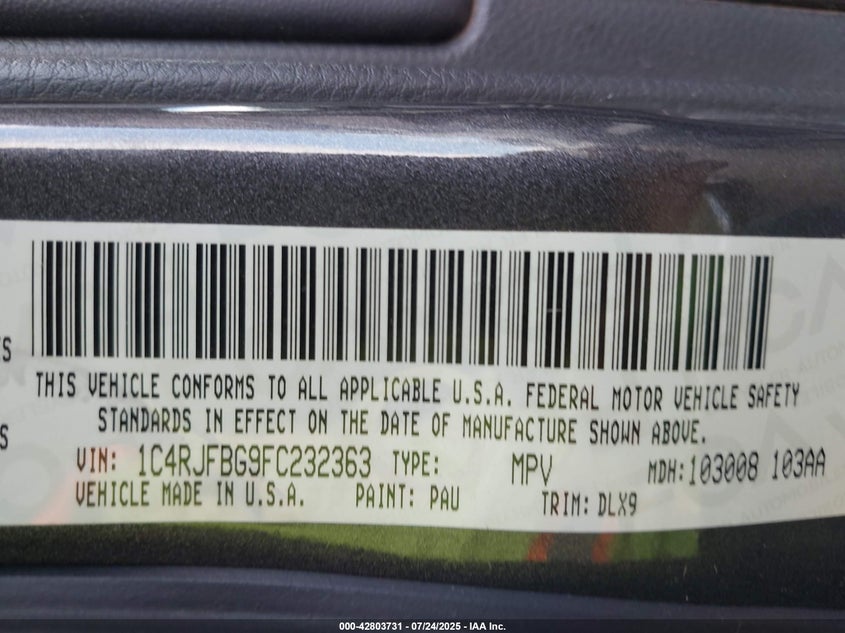 THIS VEHICLE CONFORMS TO ALL APPLICABLE U.S.A. FEDERAL MOTOR VEHICLE SAFETY
STANDARDS IN EFFECT ON THE DATE OF MANUFACTURE SHOWN ABOVE.
VIN: 1C4RJFBG9FC232363 TYPE: MPV MDH:103008 103AA
VEHICLE MADE IN U.S.A. PAINT: PAU TRIM: DLX9
000-42803731 - 07/24/2025 - IAA Inc.